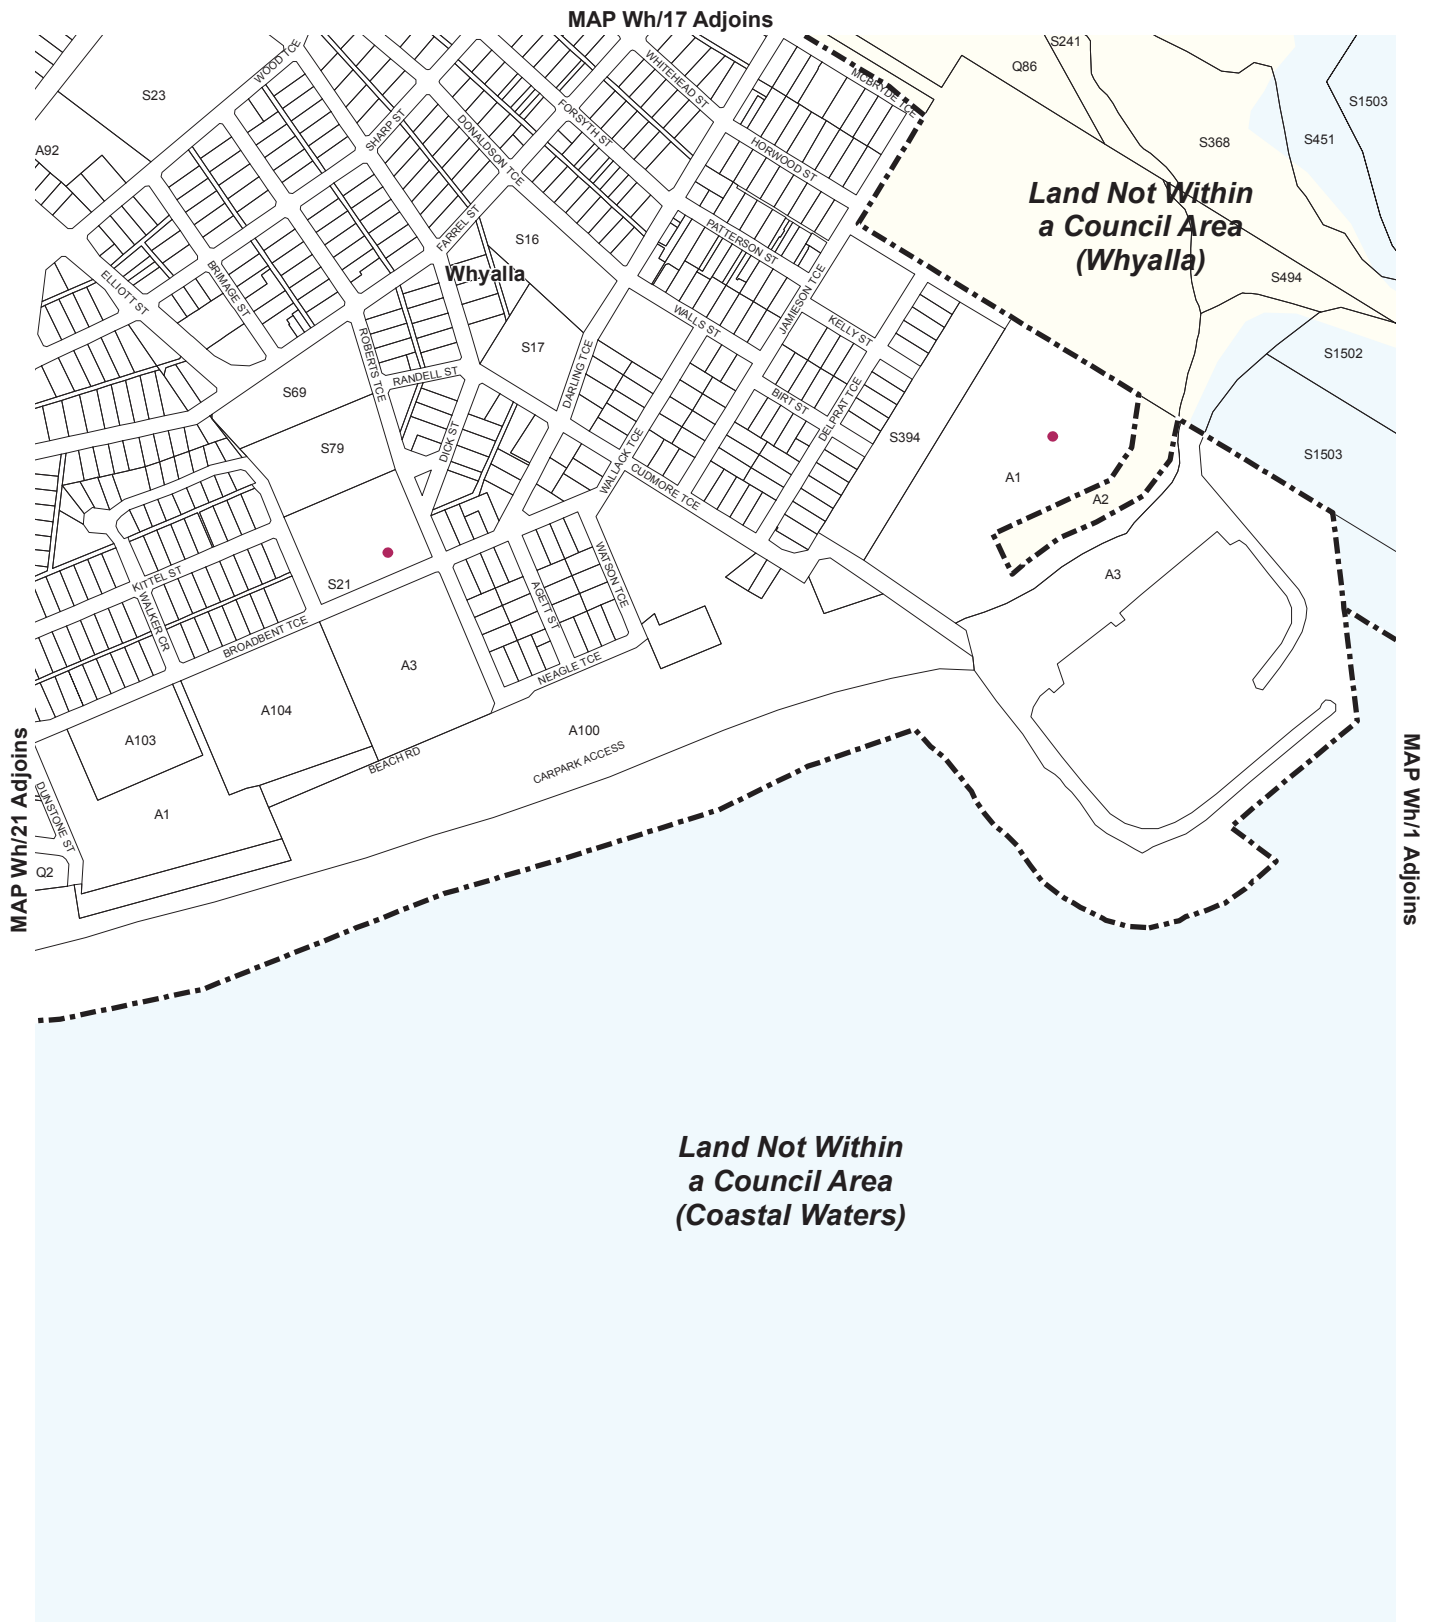 MAP Wh/17 Adjoins
S241
Q86
S23
S1503
WOOD TCE
WHITEHEAD ST
MCBRYDE TCE
FORSYTH ST
SHARP ST
DONALDSON TCE
S451
S368
A92
HORWOOD ST
Land Not Within
a Council Area
(Whyalla)
FARREL ST
S16
PATTERSON ST
Whyalla
ELLIOTT ST
BRIMAGE ST
S494
JAMIESON TCE
WALLS ST
KELLY ST
ROBERTS TCE
S17
S1502
RANDELL ST
DARLING TCE
S69
BIRT ST
DELPRAT TCE
DICK ST
S79
S394
S1503
WALLACK TCE
CUDMORE TCE
A1
A2
KITTEL ST
S21
WATSON TCE
A3
AGETT ST
WALKER CR
BROADBENT TCE
A3
NEAGLE TCE
A104
A100
A103
BEACH RD
CARPARK ACCESS
MAP Wh/21 Adjoins
MAP Wh/1 Adjoins
DUNSTONE ST
A1
Q2
Land Not Within
a Council Area
(Coastal Waters)